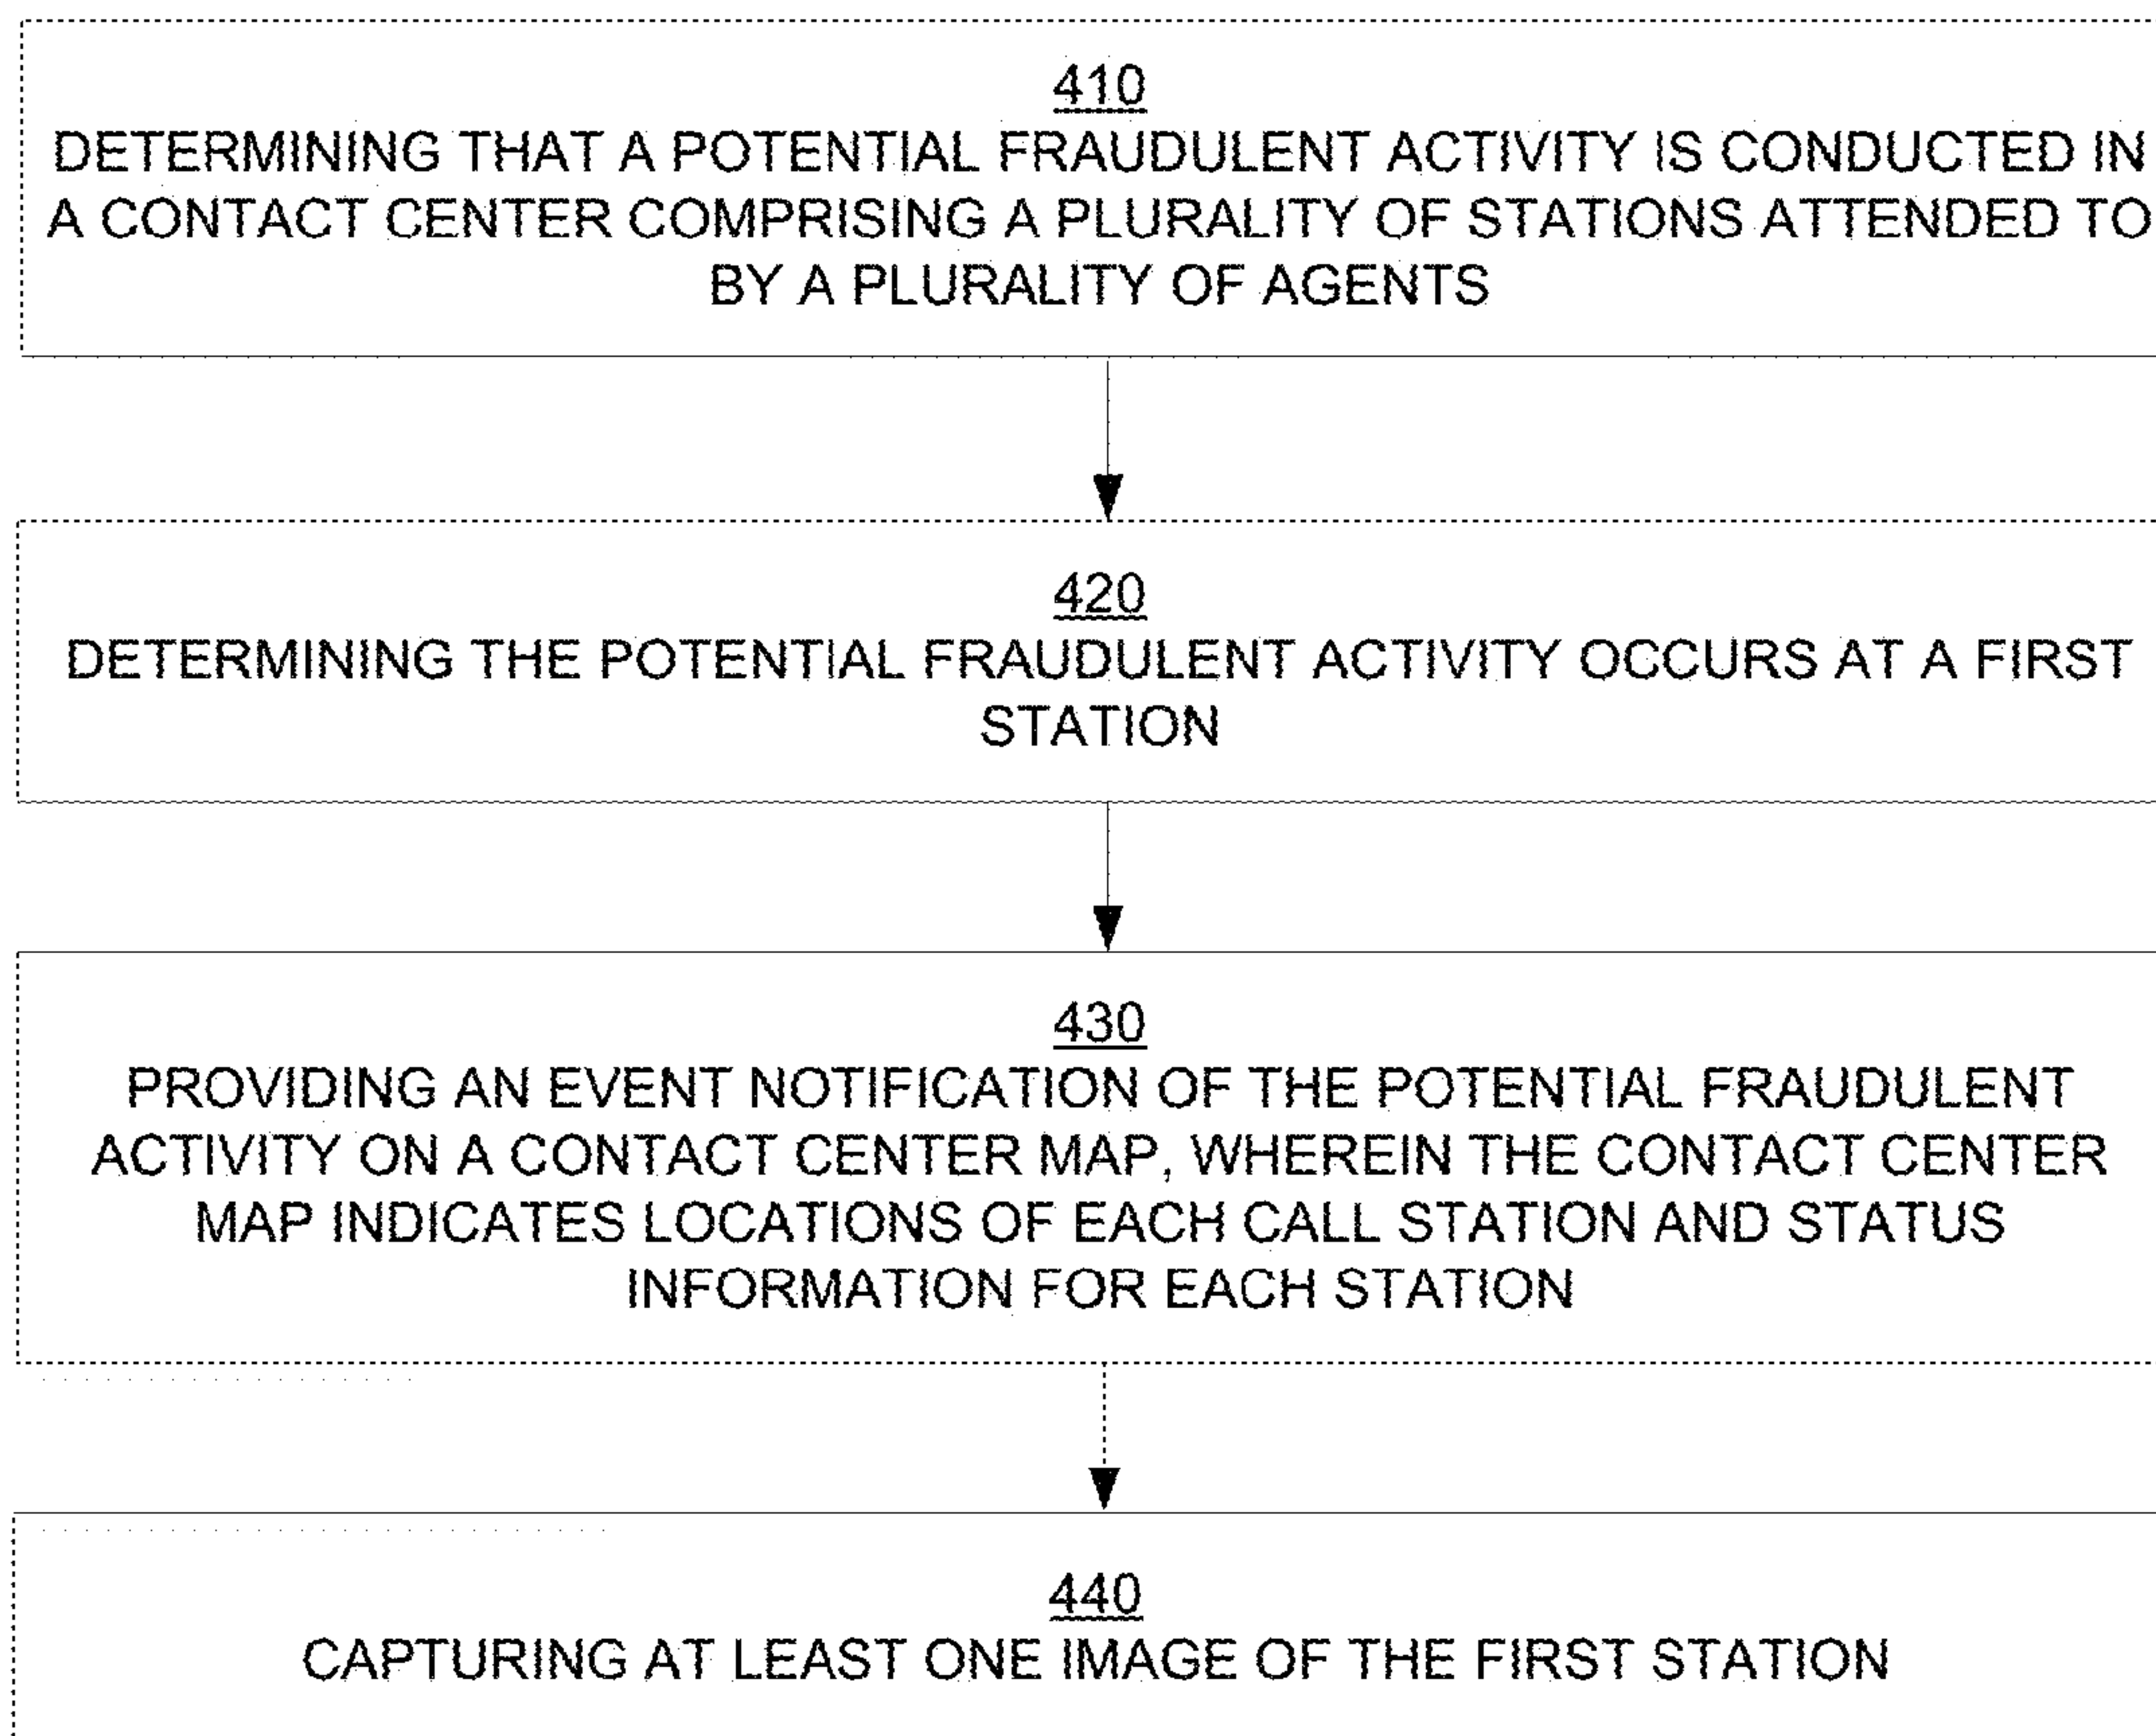 410
DETERMINING THAT A POTENTIAL FRAUDULENT ACTIVITY IS CONDUCTED IN
A CONTACT CENTER COMPRISING A PLURALITY OF STATIONS ATTENDED TO
BY A PLURALITY OF AGENTS
420
DETERMINING THE POTENTIAL FRAUDULENT ACTIVITY OCCURS AT A FIRST
STATION
430
PROVIDING AN EVENT NOTIFICATION OF THE POTENTIAL FRAUDULENT
ACTIVITY ON A CONTACT CENTER MAP, WHEREIN THE CONTACT CENTER
MAP INDICATES LOCATIONS OF EACH CALL STATION AND STATUS
INFORMATION FOR EACH STATION
440
CAPTURING AT LEAST ONE IMAGE OF THE FIRST STATION